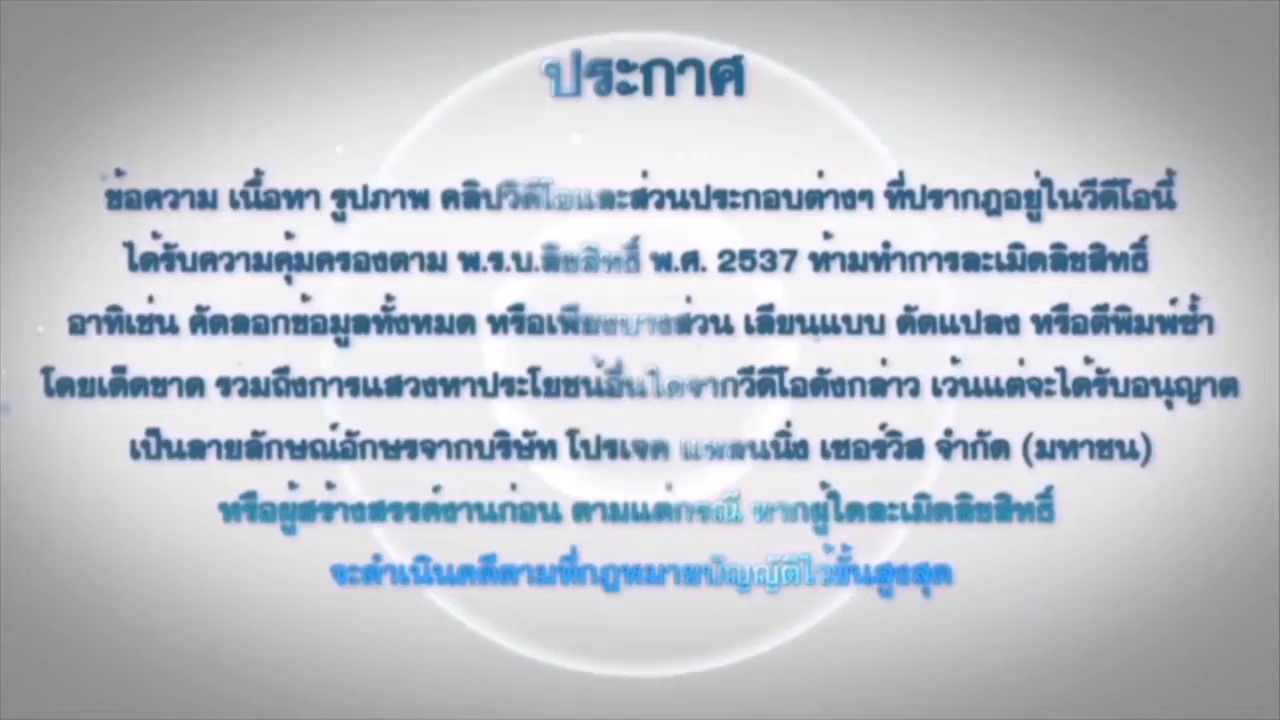 ประกาศ
ข้อความ เนื้อหา รูปภาพ คลิปวิดีโอและส่วนประกอบต่างๆ ที่ปรากฎอยู่ในวีดีโอนี้
ได้รับความคุ้มครองตาม พ.ร.บ.ลิขสิทธิ์ พ.ศ. 2537 ห้ามทำการละเมิดลิขสิทธิ์
อาทิเช่น คัดลอกข้อมูลทั้งหมด หรือเพียงบางส่วน เลียนแบบ ดัดแปลง หรือตีพิมพ์ซ้ำ
โดยเด็ดขาด รวมถึงการแสวงหาประโยชน์อื่นใดจากวีดีโอดังกล่าว เว้นแต่จะได้รับอนุญาต
เป็นลายลักษณ์อักษรจากบริษัท โปรเจค แพลนนิ่ง เซอร์วิส จำกัด (มหาชน)
หรือผู้สร้างสรรค์งานก่อน ตามแต่กรณี หากผู้ใดละเมิดลิขสิทธิ์
จะดำเนินคดีตามที่กฎหมายบัญญัติไว้ขั้นสูงสุด